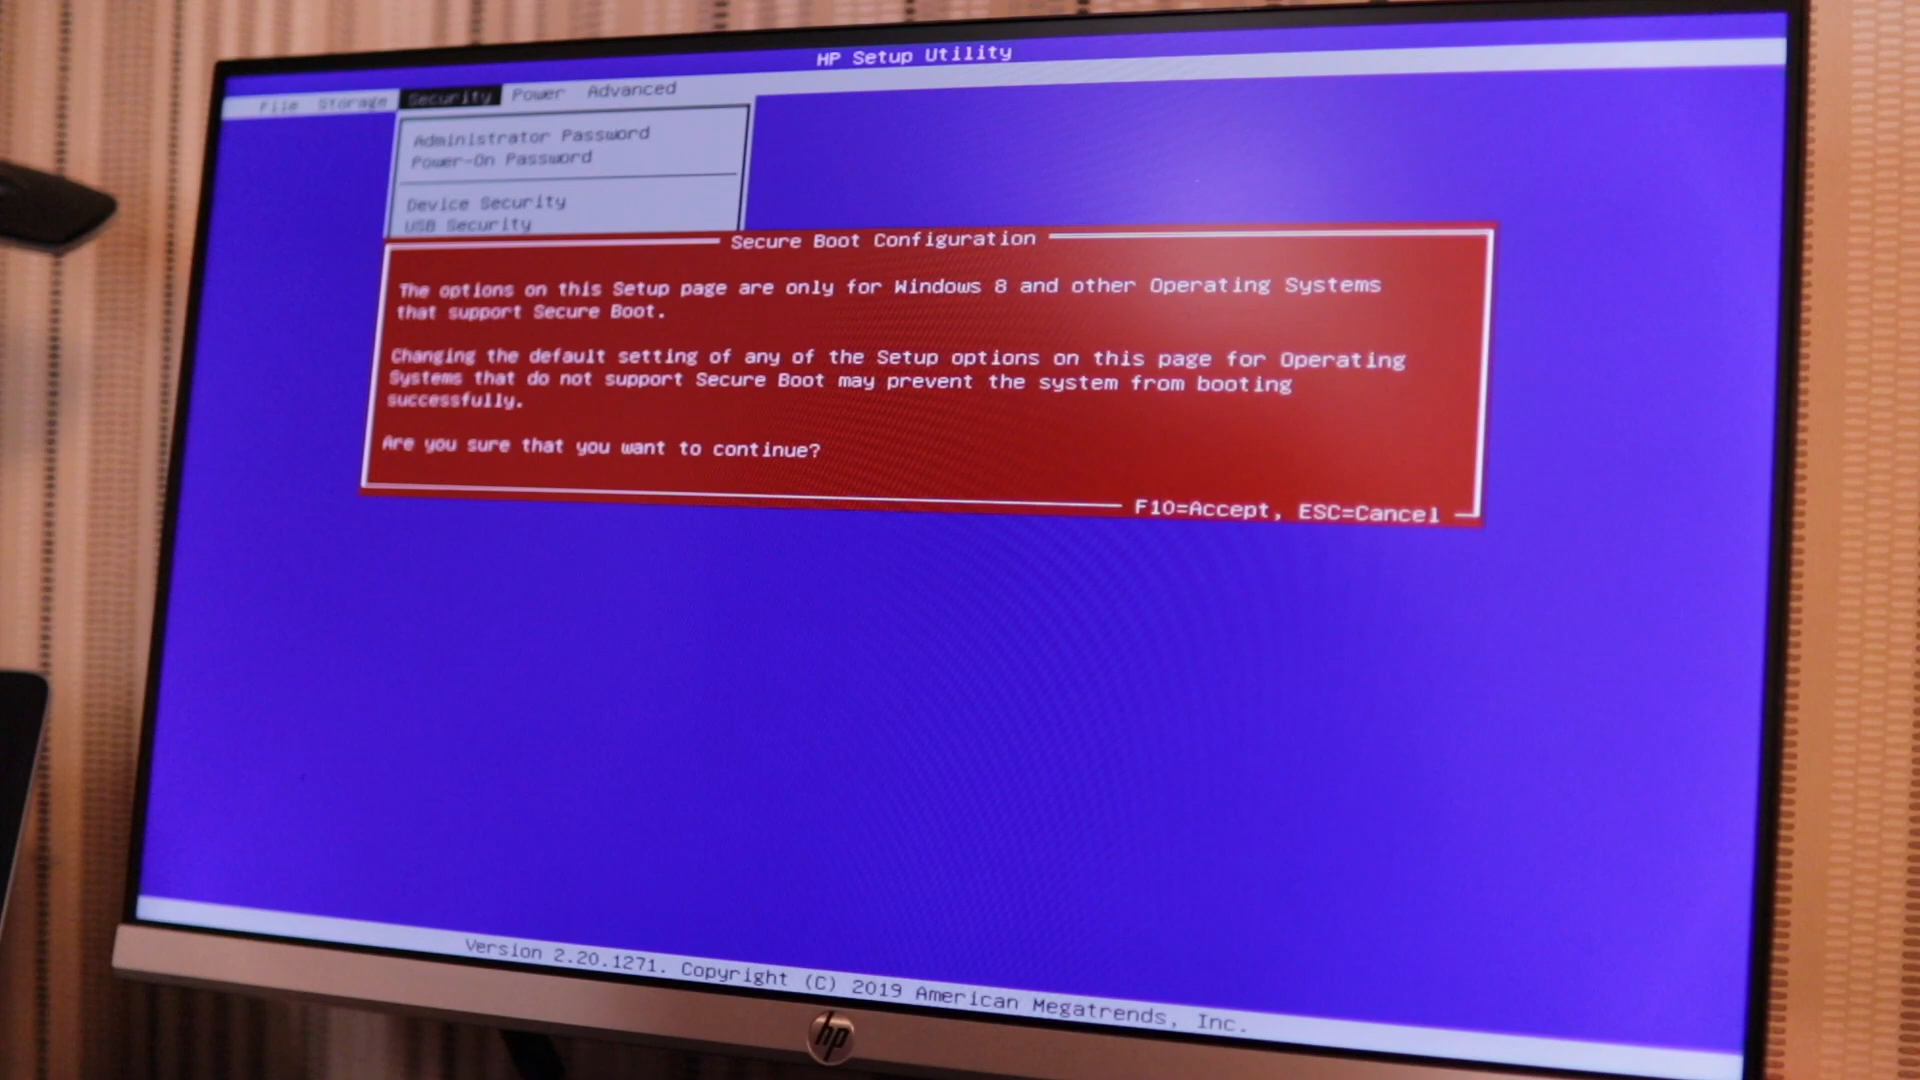 HP Setup Utility
File Storage Security Power Advanced
Administrator Password
Power-On Password
Device Security
USB Security
Secure Boot Configuration
The options on this Setup page are only for Windows 8 and other Operating Systems
that support Secure Boot.
Changing the default setting of any of the Setup options on this page for Operating
Systems that do not support Secure Boot may prevent the system from booting
successfully.
Are you sure that you want to continue?
F10=Accept, ESC=Cancel
Version 2.20.1271. Copyright (C) 2019 American Megatrends, Inc.
hp